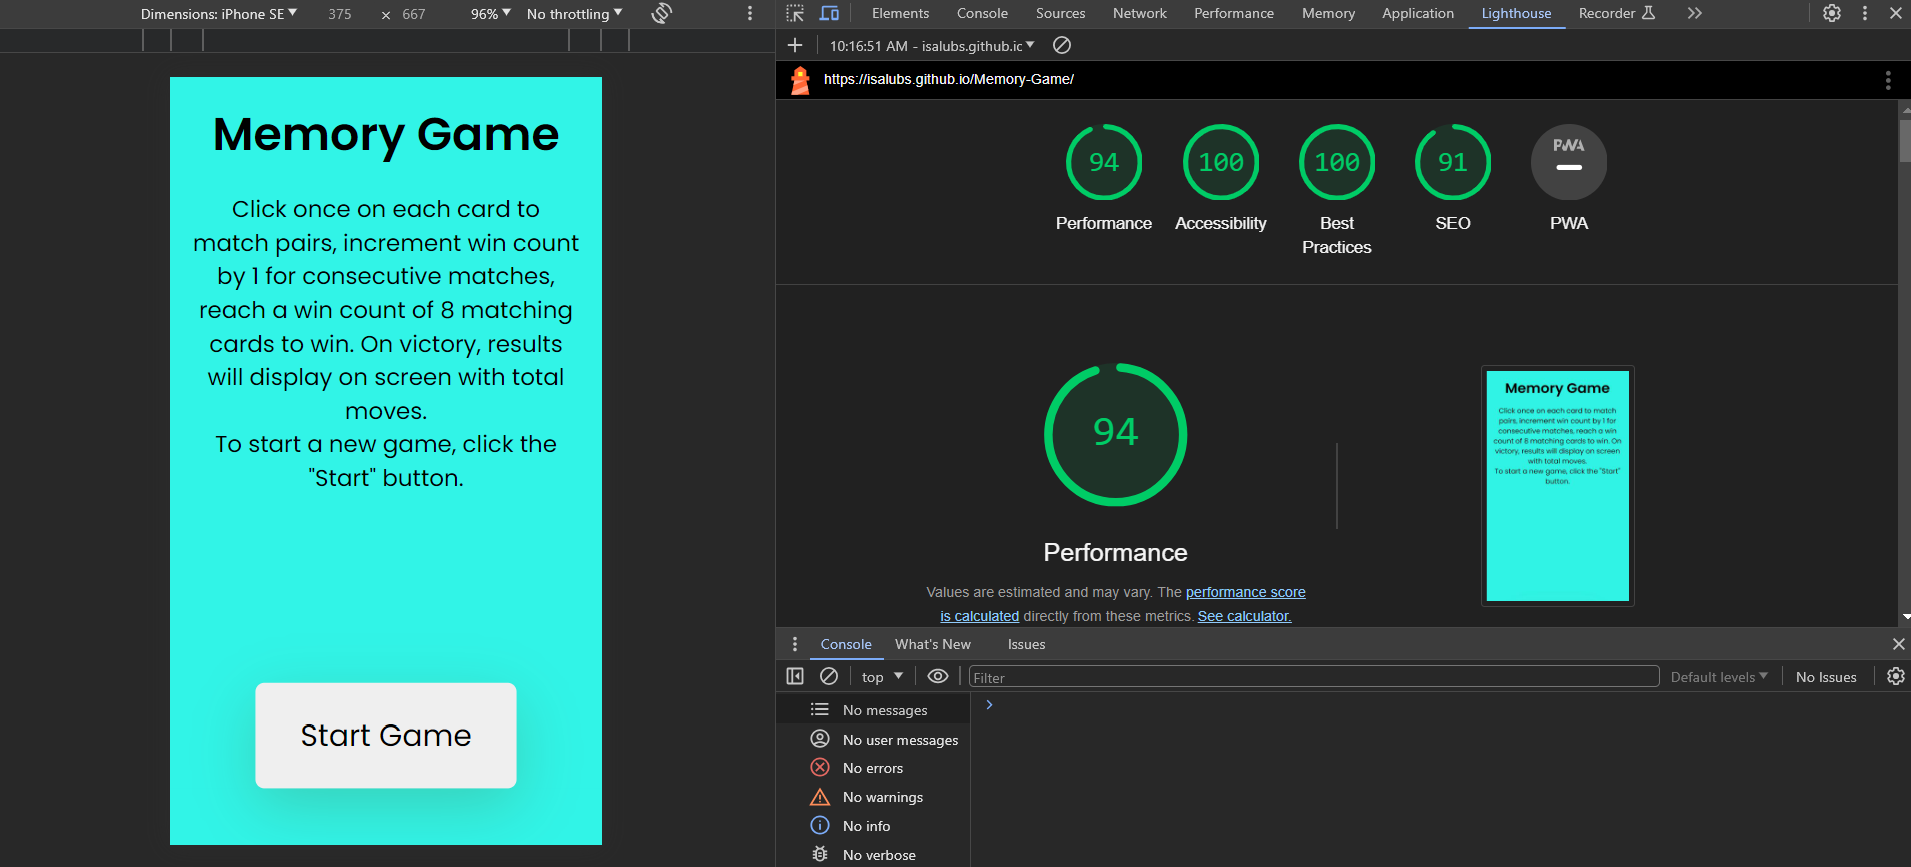 Dimensions: iPhone SE 375 × 667 96% No throttling
Elements Console Sources Network Performance Memory Application Lighthouse Recorder
10:16:51 AM - isalubs.github.ic
https://isalubs.github.io/Memory-Game/
Memory Game
Click once on each card to
match pairs, increment win count
by 1 for consecutive matches,
reach a win count of 8 matching
cards to win. On victory, results
will display on screen with total
moves.
To start a new game, click the
"Start" button.
Start Game
94 100 100 91 PWA
Performance Accessibility Best Practices SEO PWA
94
Performance
Values are estimated and may vary. The performance score
is calculated directly from these metrics. See calculator.
Memory Game
Click once on each card to match
pairs, increment win count by 1 for
consecutive matches, reach a win
count of 8 matching cards to win. On
victory, results will display on screen
with total moves.
To start a new game, click the "Start"
button.
Console What's New Issues
top Filter Default levels No Issues
No messages
No user messages
No errors
No warnings
No info
No verbose